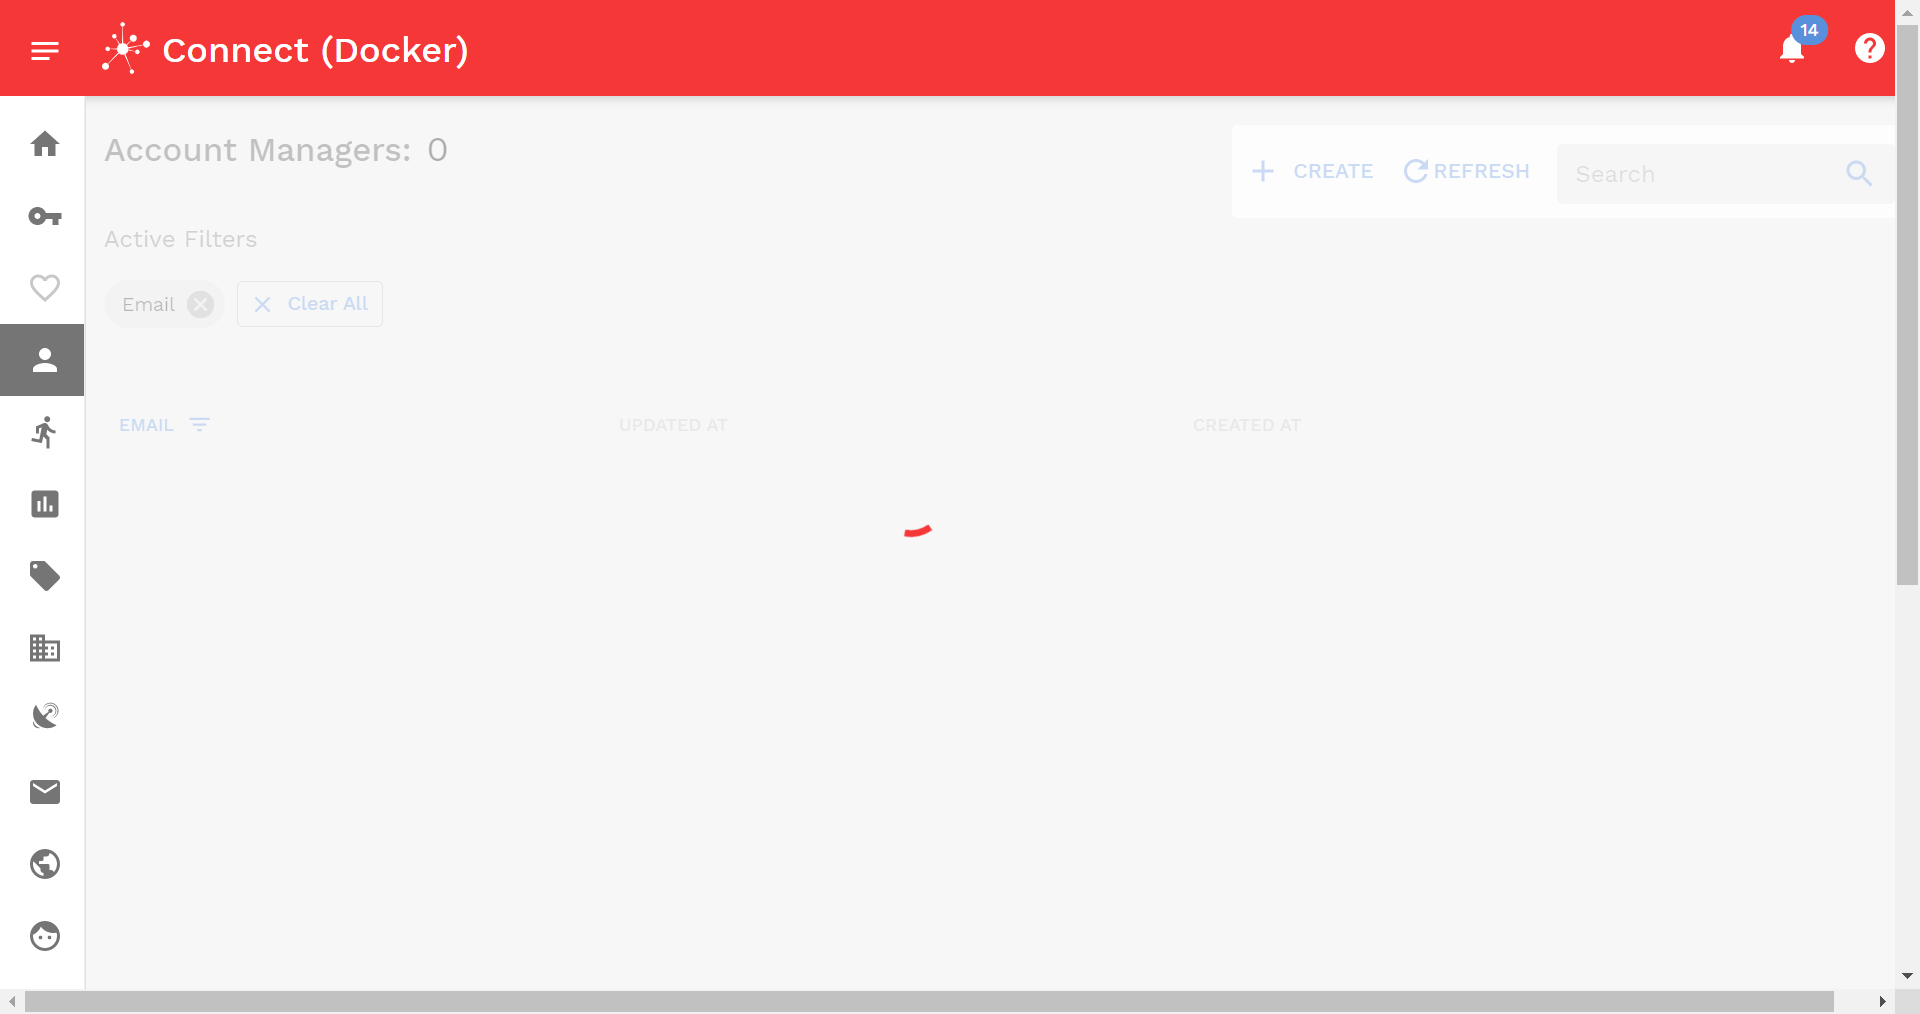 Connect (Docker)
14
Account Managers: 0
CREATE
REFRESH
Search
Active Filters
Email
Clear All
EMAIL
UPDATED AT
CREATED AT